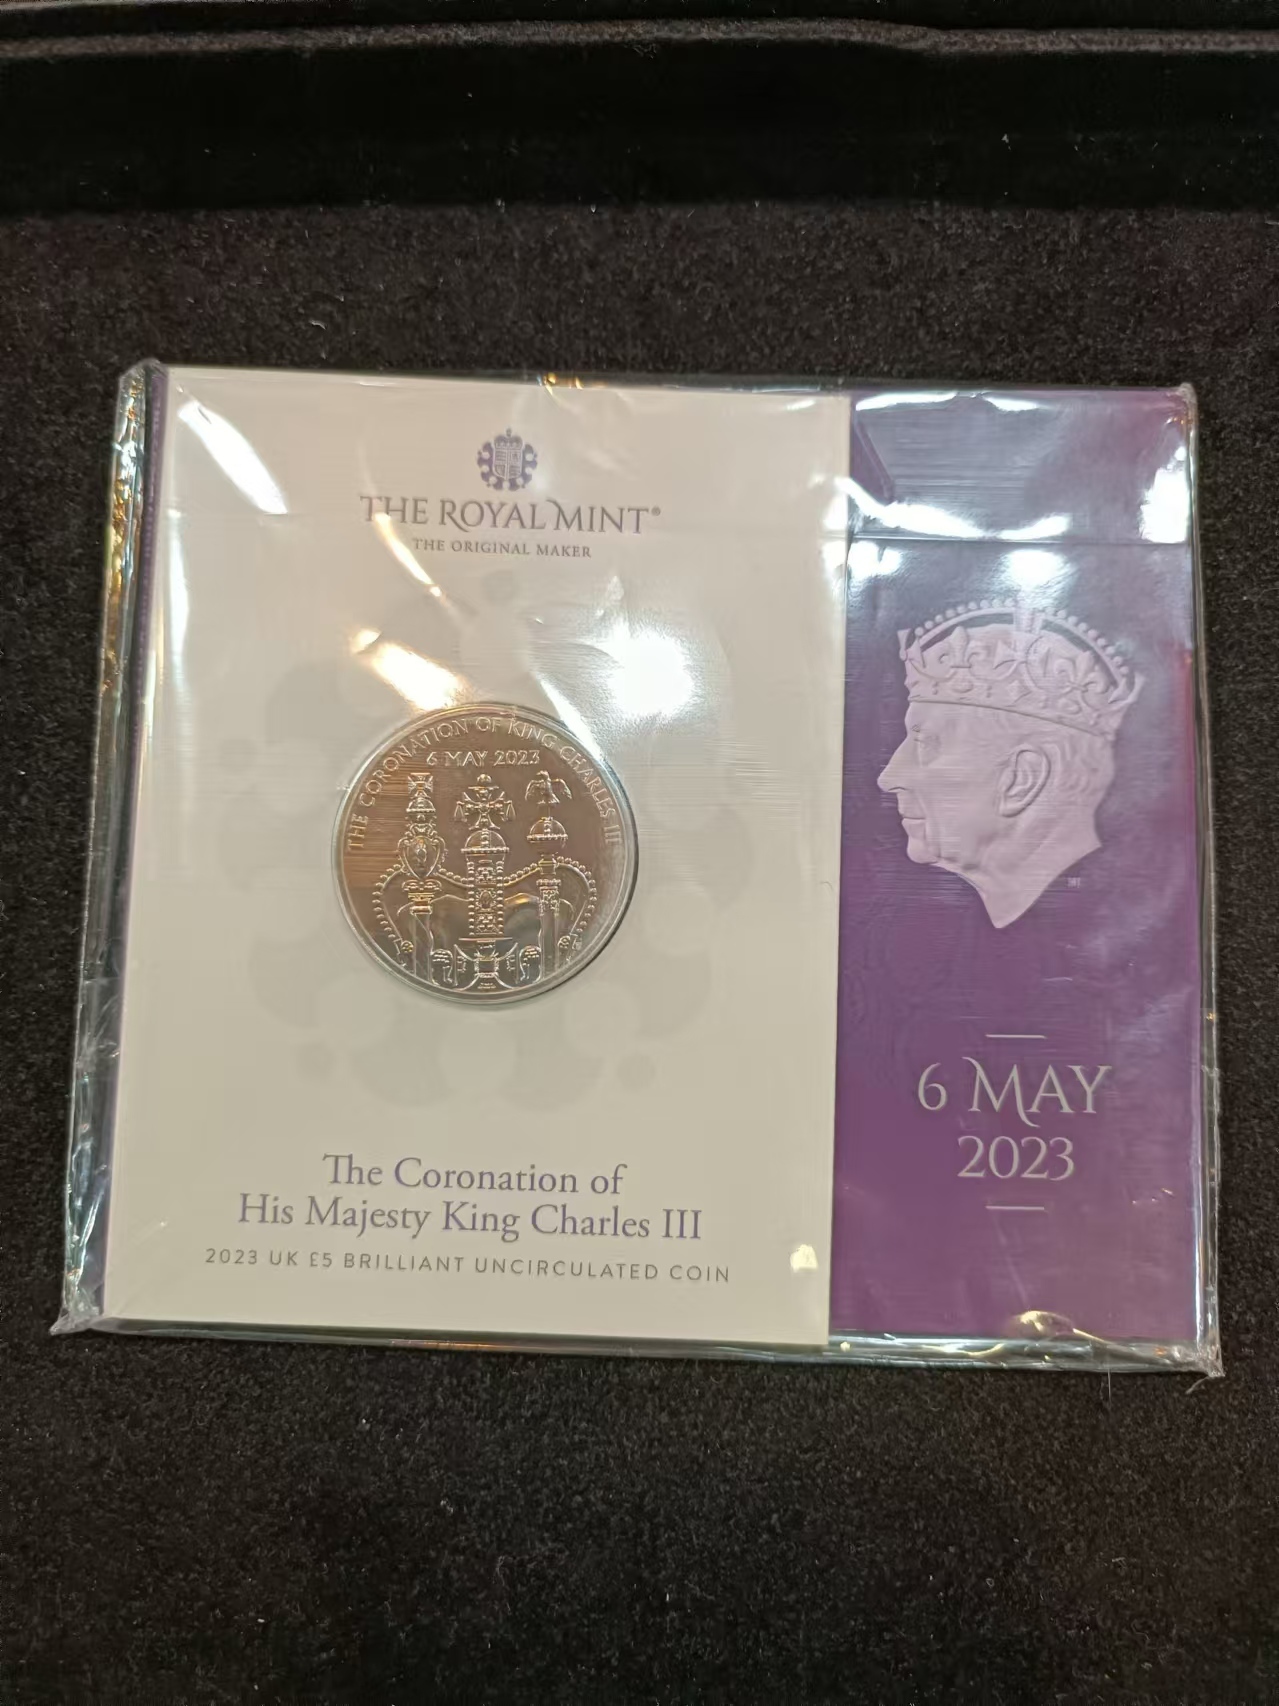 THE ROYAL MINT®
THE ORIGINAL MAKER
THE CORONATION OF KING CHARLES III
6 MAY 2023
The Coronation of
His Majesty King Charles III
2023 UK £5 BRILLIANT UNCIRCULATED COIN
6 MAY
2023